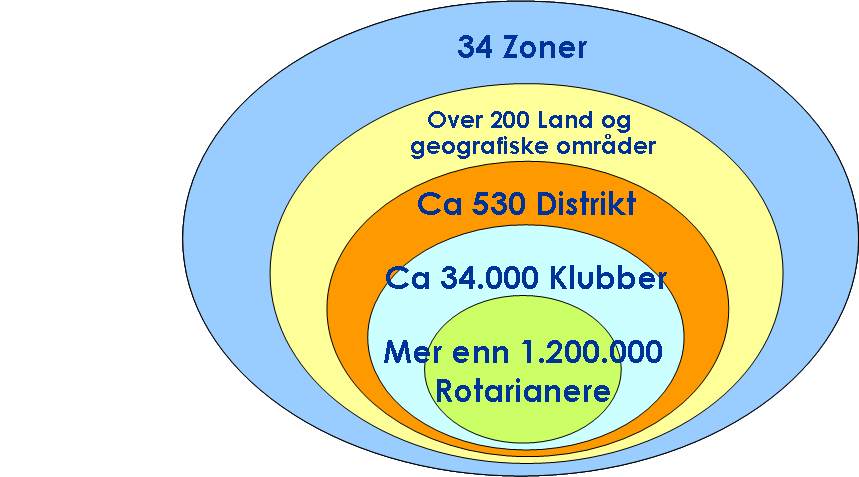 34 Zoner
Over 200 Land og
geografiske områder
Ca 530 Distrikt
Ca 34.000 Klubber
Mer enn 1.200.000
Rotarianere